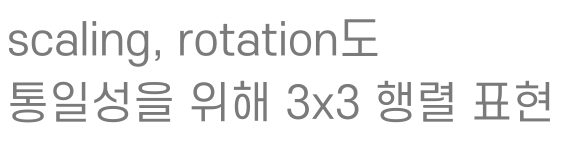 scaling, rotation도
통일성을 위해 3x3 행렬 표현